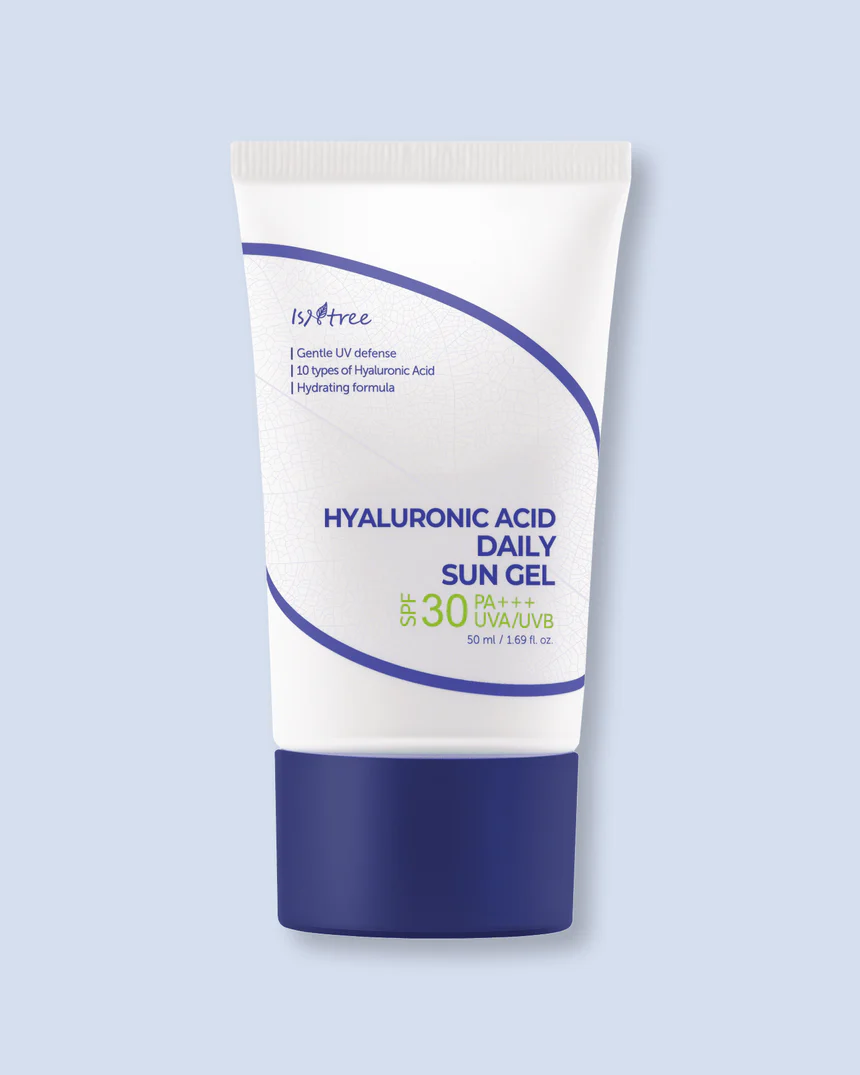 Isntree
Gentle UV defense
10 types of Hyaluronic Acid
Hydrating formula
HYALURONIC ACID
DAILY
SUN GEL
SPF 30 PA+++
UVA/UVB
50 ml / 1.69 fl. oz.